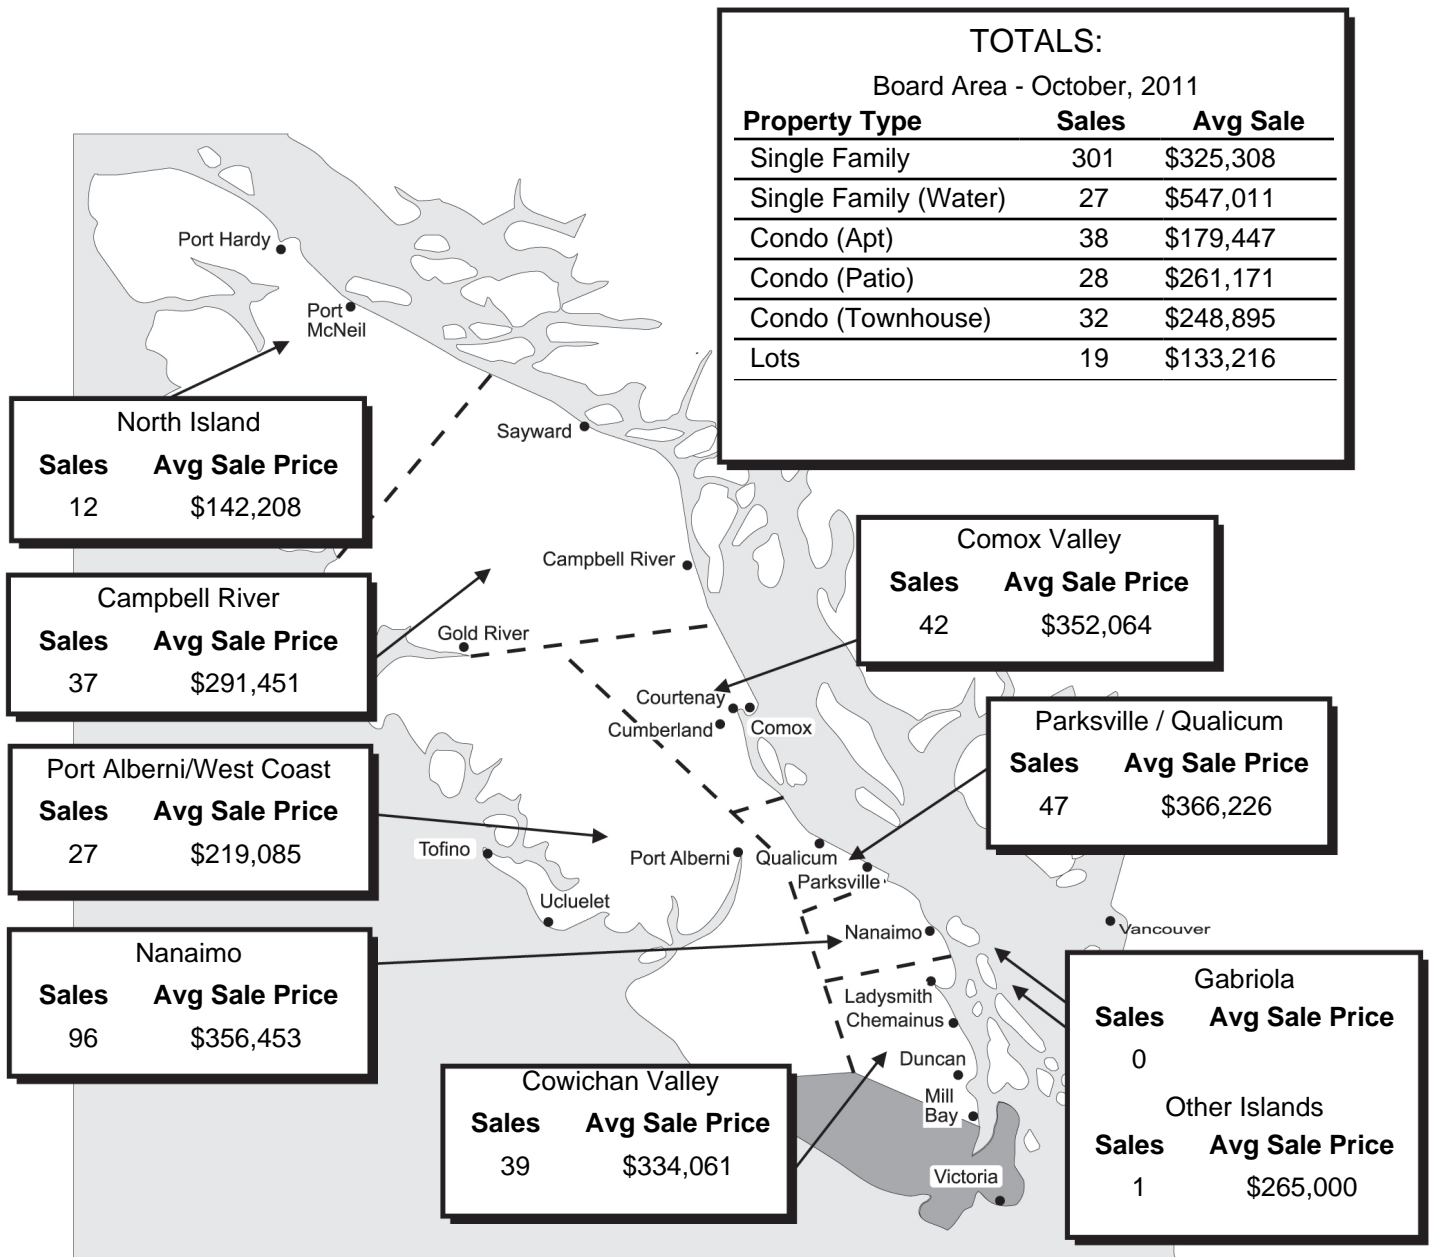 TOTALS:
Board Area - October, 2011
Property Type Sales Avg Sale
Single Family 301 $325,308
Single Family (Water) 27 $547,011
Condo (Apt) 38 $179,447
Condo (Patio) 28 $261,171
Condo (Townhouse) 32 $248,895
Lots 19 $133,216
Port Hardy
Port
McNeil
North Island
Sales Avg Sale Price
12 $142,208
Sayward
Campbell River
Campbell River
Sales Avg Sale Price
37 $291,451
Gold River
Comox Valley
Sales Avg Sale Price
42 $352,064
Courtenay
Cumberland
Comox
Parksville / Qualicum
Sales Avg Sale Price
47 $366,226
Port Alberni/West Coast
Sales Avg Sale Price
27 $219,085
Tofino
Port Alberni
Qualicum
Parksville
Ucluelet
Nanaimo
Vancouver
Nanaimo
Sales Avg Sale Price
96 $356,453
Ladysmith
Chemainus
Duncan
Mill
Bay
Victoria
Gabriola
Sales Avg Sale Price
0
Other Islands
Sales Avg Sale Price
1 $265,000
Cowichan Valley
Sales Avg Sale Price
39 $334,061